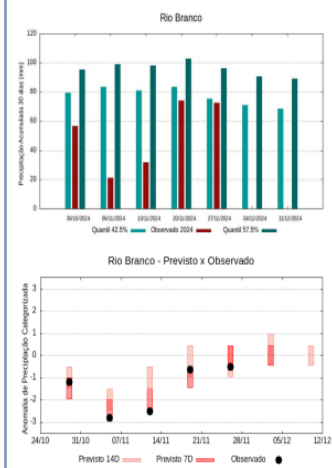 Rio Branco
Precipitação Acumulada 30 dias (mm)
120
100
80
60
40
20
0
30/10/2024 06/11/2024 13/11/2024 20/11/2024 27/11/2024 04/12/2024 11/12/2024
Quantil 42.5% Observado 2024 Quantil 57.5%
Rio Branco - Previsto x Observado
Anomalia de Precipitação Categorizada
3
2
1
0
-1
-2
-3
24/10 31/10 07/11 14/11 21/11 28/11 05/12 12/12
Previsto 14D Previsto 7D Observado